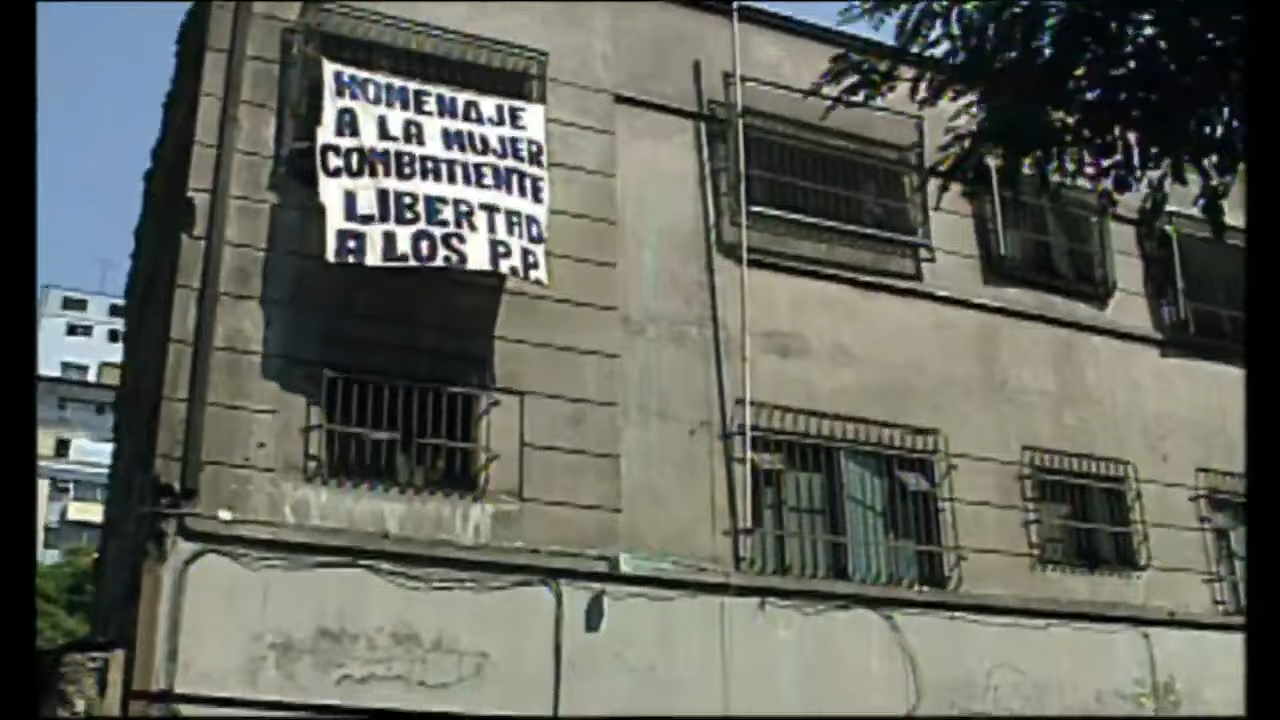 HOMENAJE
A LA MUJER
COMBATIENTE
LIBERTAD
A LOS P.P.